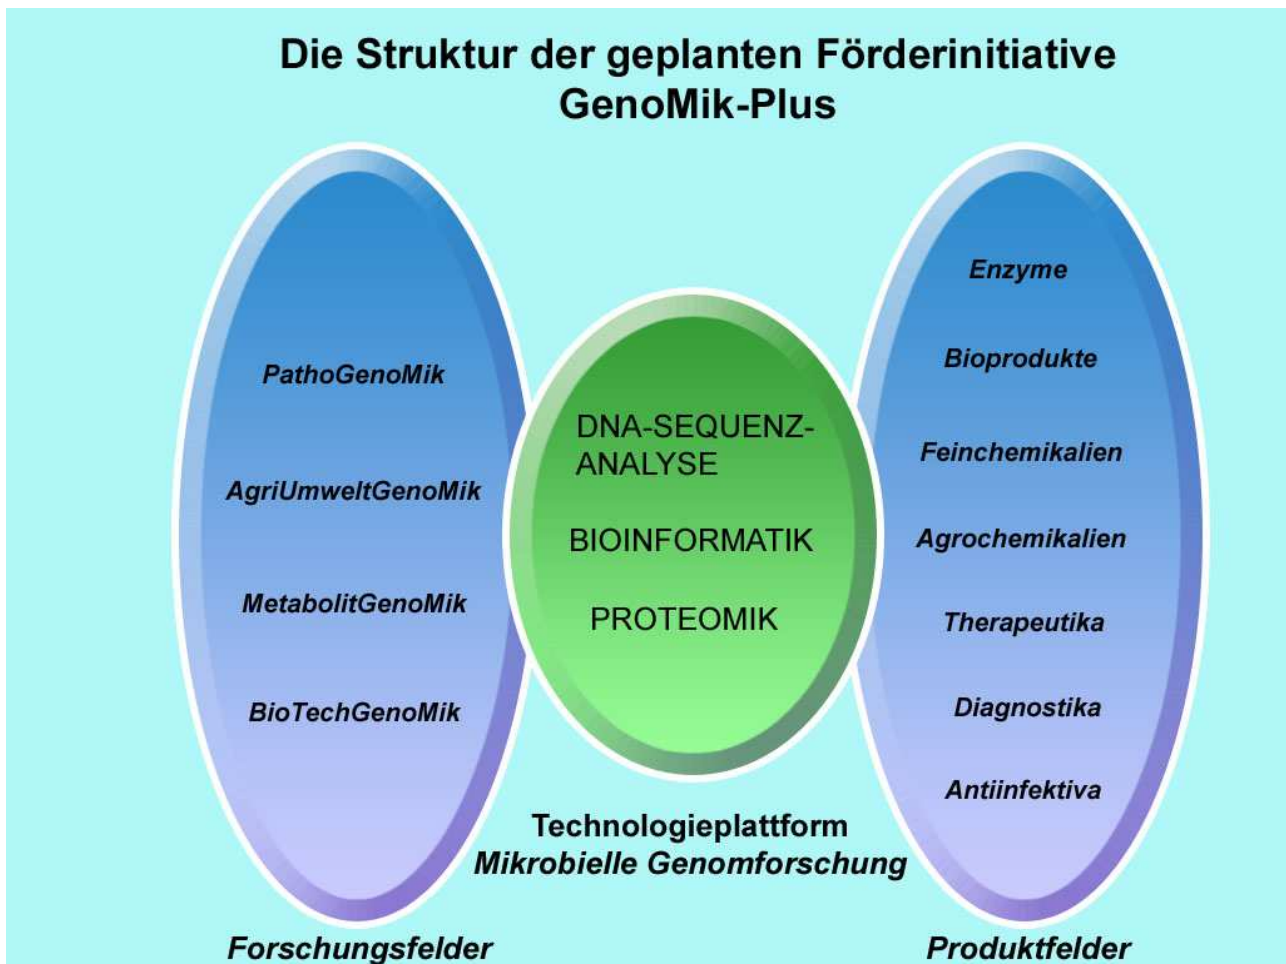 Die Struktur der geplanten Förderinitiative
GenoMik-Plus
PathoGenoMik
AgriUmweltGenoMik
MetabolitGenoMik
BioTechGenoMik
Forschungsfelder
DNA-SEQUENZ-
ANALYSE
BIOINFORMATIK
PROTEOMIK
Technologieplattform
Mikrobielle Genomforschung
Enzyme
Bioprodukte
Feinchemikalien
Agrochemikalien
Therapeutika
Diagnostika
Antiinfektiva
Produktfelder